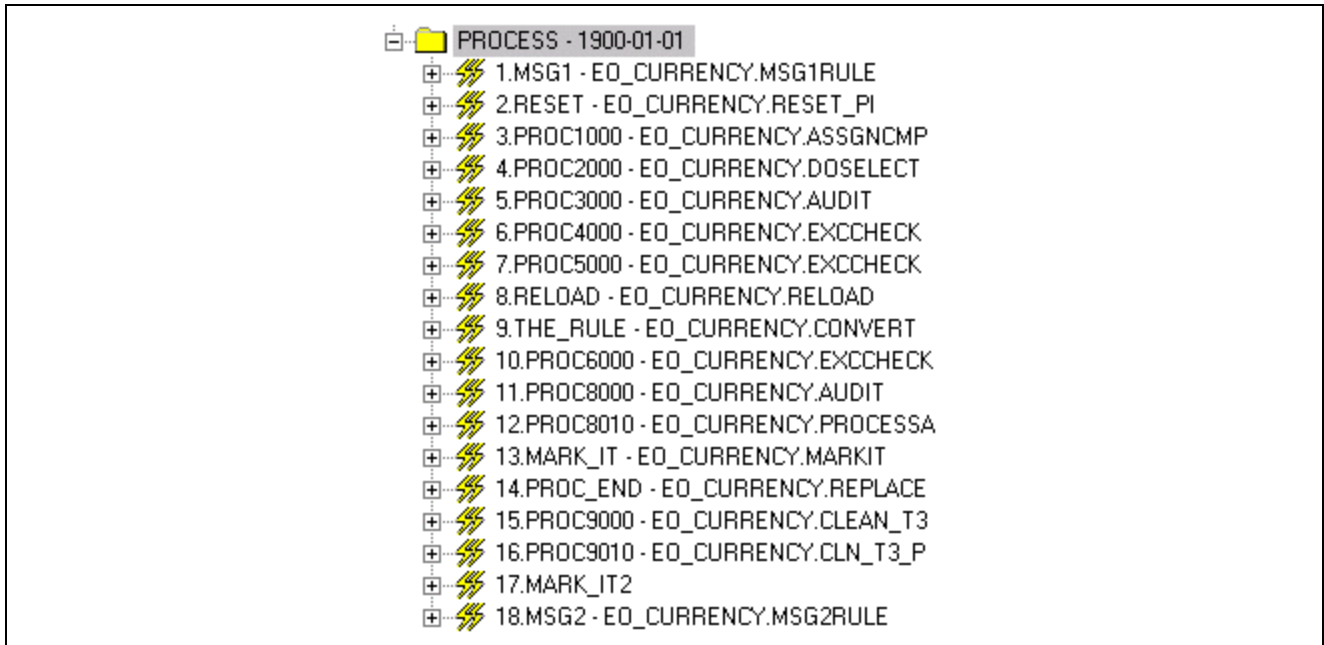 PROCESS - 1900-01-01
1.MSG1 - EO_CURRENCY.MSG1RULE
2.RESET - EO_CURRENCY.RESET_PI
3.PROC1000 - EO_CURRENCY.ASSGNCMP
4.PROC2000 - EO_CURRENCY.DOSELECT
5.PROC3000 - EO_CURRENCY.AUDIT
6.PROC4000 - EO_CURRENCY.EXCCHECK
7.PROC5000 - EO_CURRENCY.EXCCHECK
8.RELOAD - EO_CURRENCY.RELOAD
9.THE_RULE - EO_CURRENCY.CONVERT
10.PROC6000 - EO_CURRENCY.EXCCHECK
11.PROC8000 - EO_CURRENCY.AUDIT
12.PROC8010 - EO_CURRENCY.PROCESSA
13.MARK_IT - EO_CURRENCY.MARKIT
14.PROC_END - EO_CURRENCY.REPLACE
15.PROC9000 - EO_CURRENCY.CLEAN_T3
16.PROC9010 - EO_CURRENCY.CLN_T3_P
17.MARK_IT2
18.MSG2 - EO_CURRENCY.MSG2RULE